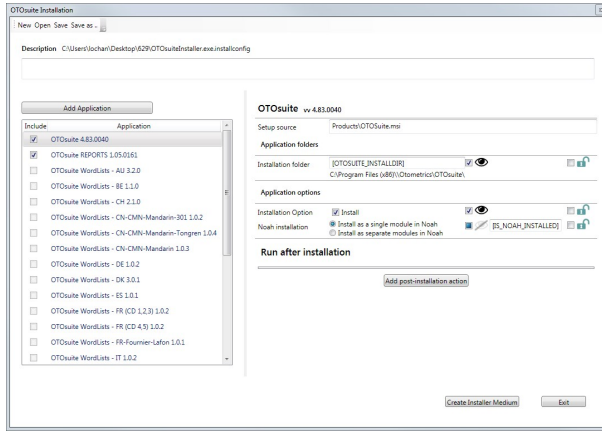 OTOsuite Installation
New Open Save Save as
Description C:\Users\lochan\Desktop\629\OTOsuiteInstaller.exe.installconfig
Add Application
Include Application
OTOsuite 4.83.0040
OTOsuite REPORTS 1.05.0161
OTOsuite WordLists - AU 3.2.0
OTOsuite WordLists - BE 1.1.0
OTOsuite WordLists - CH 2.1.0
OTOsuite WordLists - CN-CMN-Mandarin-301 1.0.2
OTOsuite WordLists - CN-CMN-Mandarin-Tongren 1.0.4
OTOsuite WordLists - CN-CMN-Mandarin 1.0.3
OTOsuite WordLists - DE 1.0.2
OTOsuite WordLists - DK 3.0.1
OTOsuite WordLists - ES 1.0.1
OTOsuite WordLists - FR (CD 1,2,3) 1.0.2
OTOsuite WordLists - FR (CD 4,5) 1.0.2
OTOsuite WordLists - FR-Fournier-Lafon 1.0.1
OTOsuite WordLists - IT 1.0.2
OTOsuite vv 4.83.0040
Setup source Products\OTOSuite.msi
Application folders
Installation folder [OTOSUITE_INSTALLDIR]
C:\Program Files (x86)\\Otometrics\OTOsuite\
Application options
Installation Option Install
Noah installation Install as a single module in Noah [IS_NOAH_INSTALLED]
Install as separate modules in Noah
Run after installation
Add post-installation action
Create Installer Medium Exit